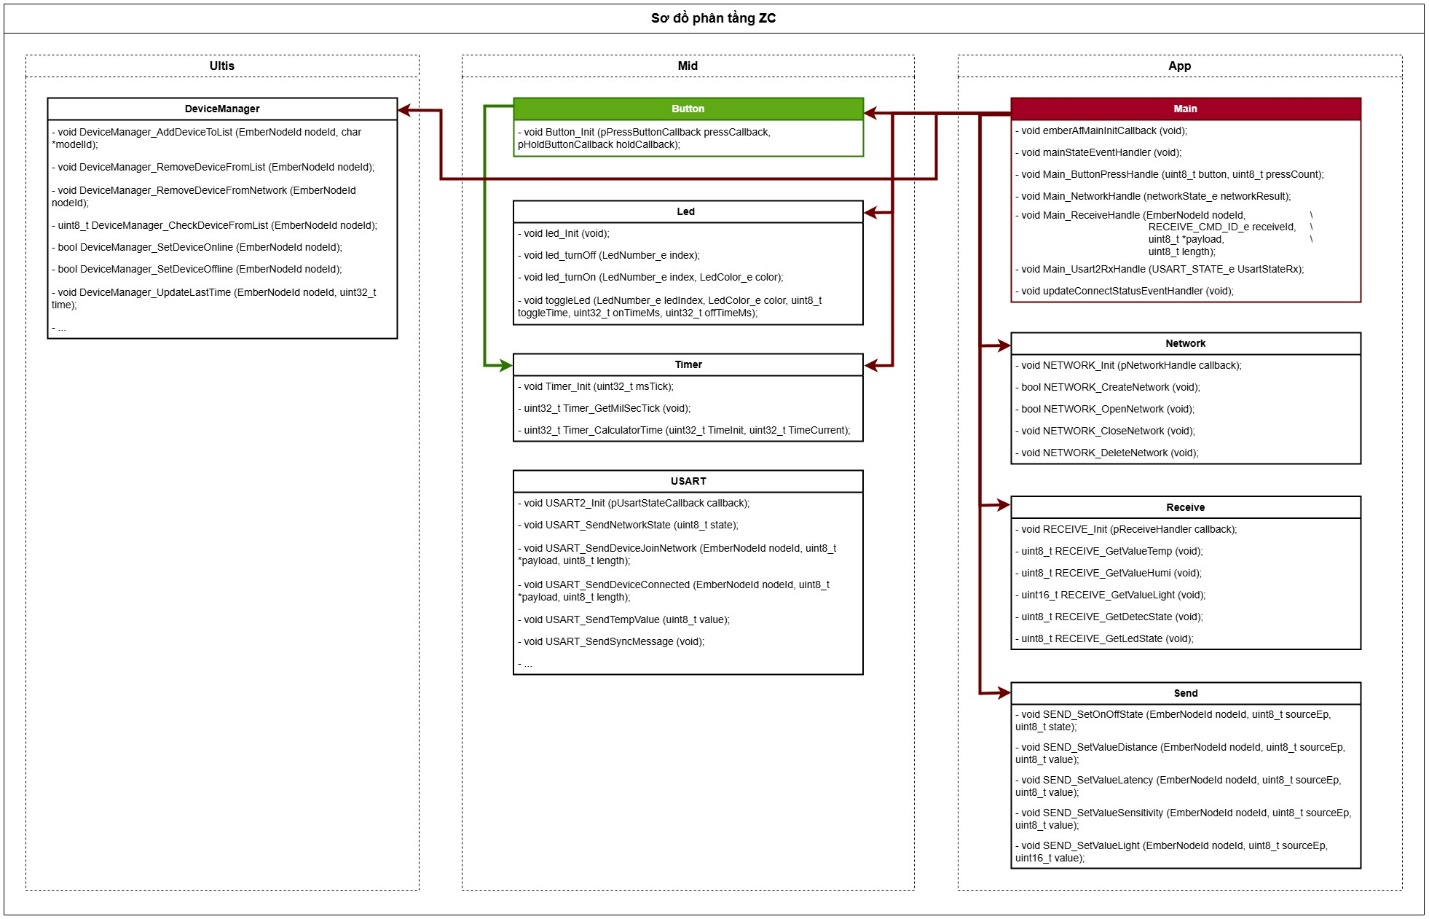 Sơ đồ phân tầng ZC
Ultis
DeviceManager
- void DeviceManager_AddDeviceToList (EmberNodeId nodeId, char
*modelId);
- void DeviceManager_RemoveDeviceFromList (EmberNodeId nodeId);
- void DeviceManager_RemoveDeviceFromNetwork (EmberNodeId
nodeId);
- uint8_t DeviceManager_CheckDeviceFromList (EmberNodeId nodeId);
- bool DeviceManager_SetDeviceOnline (EmberNodeId nodeId);
- bool DeviceManager_SetDeviceOffline (EmberNodeId nodeId);
- void DeviceManager_UpdateLastTime (EmberNodeId nodeId, uint32_t
time);
- ...
Mid
Button
- void Button_Init (pPressButtonCallback pressCallback,
pHoldButtonCallback holdCallback);
Led
- void led_Init (void);
- void led_turnOff (LedNumber_e index);
- void led_turnOn (LedNumber_e index, LedColor_e color);
- void toggleLed (LedNumber_e ledIndex, LedColor_e color, uint8_t
toggleTime, uint32_t onTimeMs, uint32_t offTimeMs);
Timer
- void Timer_Init (uint32_t msTick);
- uint32_t Timer_GetMilSecTick (void);
- uint32_t Timer_CalculatorTime (uint32_t TimeInit, uint32_t TimeCurrent);
USART
- void USART2_Init (pUsartStateCallback callback);
- void USART_SendNetworkState (uint8_t state);
- void USART_SendDeviceJoinNetwork (EmberNodeId nodeId, uint8_t
*payload, uint8_t length);
- void USART_SendDeviceConnected (EmberNodeId nodeId, uint8_t
*payload, uint8_t length);
- void USART_SendTempValue (uint8_t value);
- void USART_SendSyncMessage (void);
- ...
App
Main
- void emberAfMainInitCallback (void);
- void mainStateEventHandler (void);
- void Main_ButtonPressHandle (uint8_t button, uint8_t pressCount);
- void Main_NetworkHandle (networkState_e networkResult);
- void Main_ReceiveHandle (EmberNodeId nodeId, \
RECEIVE_CMD_ID_e receiveId, \
uint8_t *payload, \
uint8_t length);
- void Main_Usart2RxHandle (USART_STATE_e UsartStateRx);
- void updateConnectStatusEventHandler (void);
Network
- void NETWORK_Init (pNetworkHandle callback);
- bool NETWORK_CreateNetwork (void);
- bool NETWORK_OpenNetwork (void);
- void NETWORK_CloseNetwork (void);
- void NETWORK_DeleteNetwork (void);
Receive
- void RECEIVE_Init (pReceiveHandler callback);
- uint8_t RECEIVE_GetValueTemp (void);
- uint8_t RECEIVE_GetValueHumi (void);
- uint16_t RECEIVE_GetValueLight (void);
- uint8_t RECEIVE_GetDetecState (void);
- uint8_t RECEIVE_GetLedState (void);
Send
- void SEND_SetOnOffState (EmberNodeId nodeId, uint8_t sourceEp,
uint8_t state);
- void SEND_SetValueDistance (EmberNodeId nodeId, uint8_t sourceEp,
uint8_t value);
- void SEND_SetValueLatency (EmberNodeId nodeId, uint8_t sourceEp,
uint8_t value);
- void SEND_SetValueSensitivity (EmberNodeId nodeId, uint8_t sourceEp,
uint8_t value);
- void SEND_SetValueLight (EmberNodeId nodeId, uint8_t sourceEp,
uint16_t value);